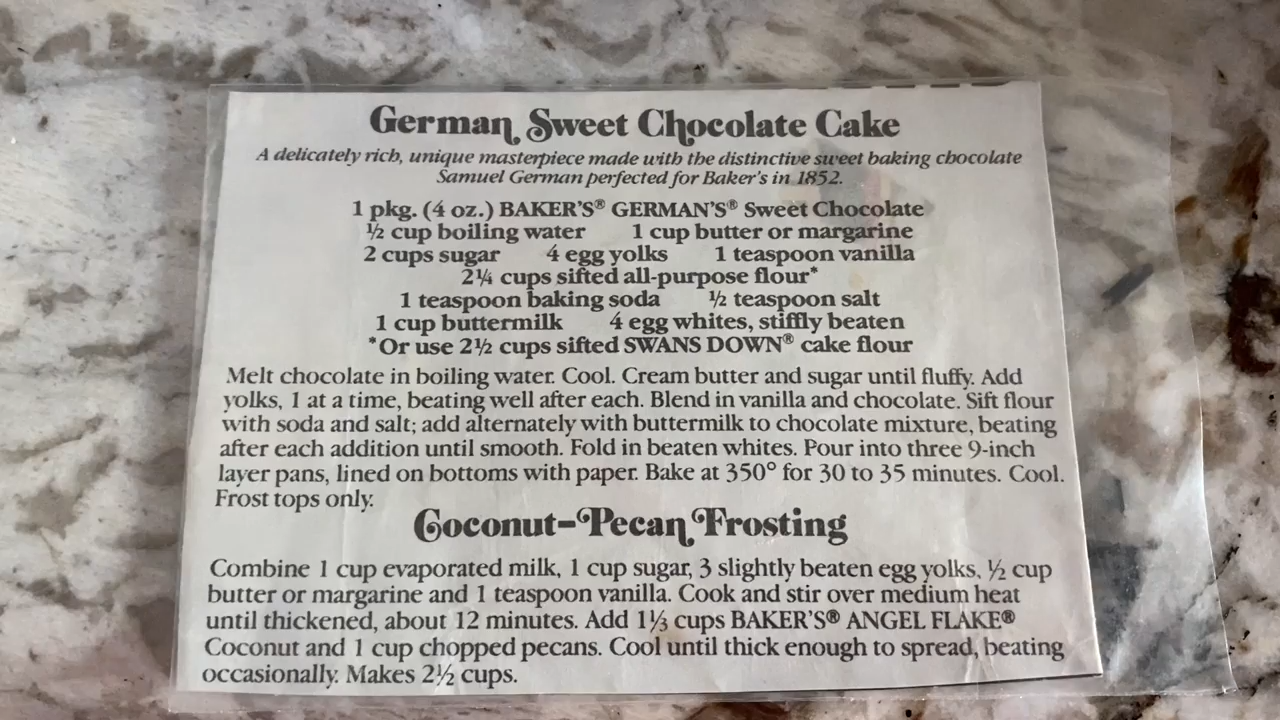 German Sweet Chocolate Cake
A delicately rich, unique masterpiece made with the distinctive sweet baking chocolate
Samuel German perfected for Baker's in 1852.
1 pkg. (4 oz.) BAKER'S® GERMAN'S® Sweet Chocolate
½ cup boiling water 1 cup butter or margarine
2 cups sugar 4 egg yolks 1 teaspoon vanilla
2¼ cups sifted all-purpose flour*
1 teaspoon baking soda ½ teaspoon salt
1 cup buttermilk 4 egg whites, stiffly beaten
*Or use 2½ cups sifted SWANS DOWN® cake flour
Melt chocolate in boiling water. Cool. Cream butter and sugar until fluffy. Add
yolks, 1 at a time, beating well after each. Blend in vanilla and chocolate. Sift flour
with soda and salt; add alternately with buttermilk to chocolate mixture, beating
after each addition until smooth. Fold in beaten whites. Pour into three 9-inch
layer pans, lined on bottoms with paper. Bake at 350° for 30 to 35 minutes. Cool.
Frost tops only.
Coconut-Pecan Frosting
Combine 1 cup evaporated milk, 1 cup sugar, 3 slightly beaten egg yolks, ½ cup
butter or margarine and 1 teaspoon vanilla. Cook and stir over medium heat
until thickened, about 12 minutes. Add 1⅓ cups BAKER'S® ANGEL FLAKE®
Coconut and 1 cup chopped pecans. Cool until thick enough to spread, beating
occasionally. Makes 2½ cups.